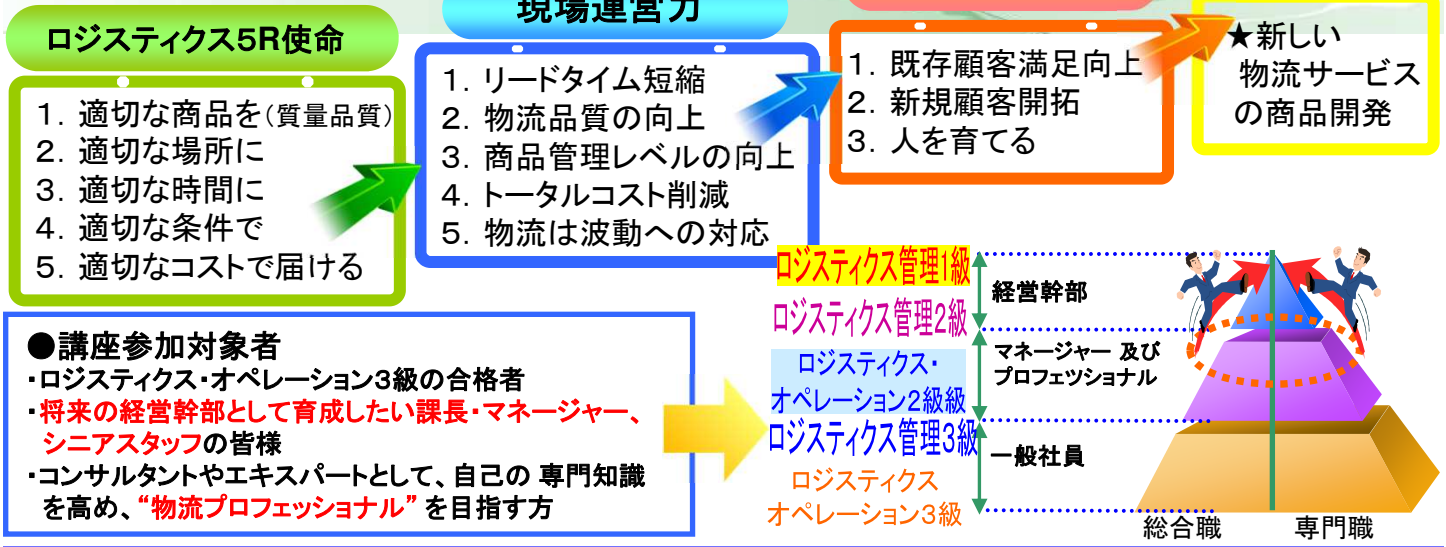 ロジスティクス5R使命
1. 適切な商品を(質量品質)
2. 適切な場所に
3. 適切な時間に
4. 適切な条件で
5. 適切なコストで届ける
現場運営力
1. リードタイム短縮
2. 物流品質の向上
3. 商品管理レベルの向上
4. トータルコスト削減
5. 物流は波動への対応
1. 既存顧客満足向上
2. 新規顧客開拓
3. 人を育てる
★新しい
物流サービス
の商品開発
●講座参加対象者
・ロジスティクス・オペレーション3級の合格者
・将来の経営幹部として育成したい課長・マネージャー、
シニアスタッフの皆様
・コンサルタントやエキスパートとして、自己の 専門知識
を高め、“物流プロフェッショナル” を目指す方
ロジスティクス管理1級
ロジスティクス管理2級
ロジスティクス・
オペレーション2級級
ロジスティクス管理3級
ロジスティクス
オペレーション3級
経営幹部
マネージャー 及び
プロフェツショナル
一般社員
総合職
専門職